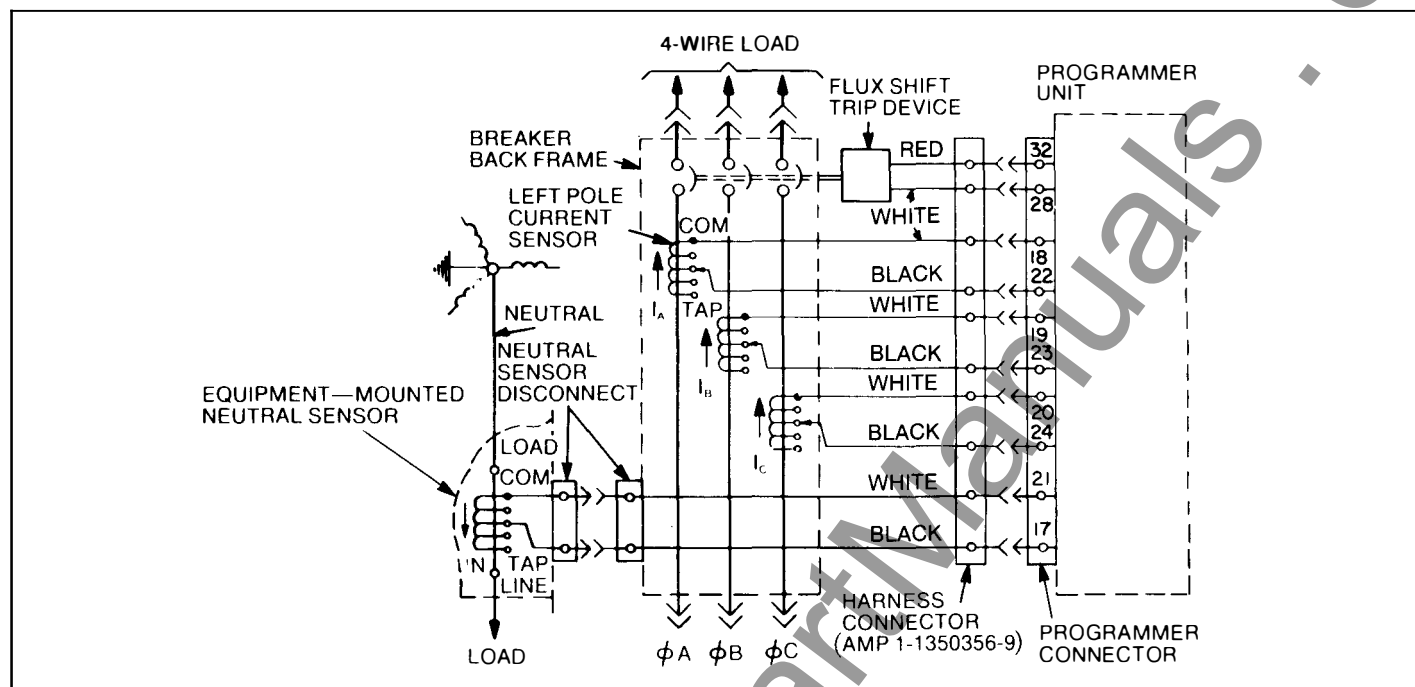 4-WIRE LOAD
PROGRAMMER
UNIT
FLUX SHIFT
TRIP DEVICE
BREAKER
BACK FRAME
RED
32
28
WHITE
LEFT POLE
CURRENT
SENSOR
COM
18
BLACK
22
I_A
TAP
WHITE
19
BLACK
23
I_B
WHITE
20
BLACK
24
I_C
NEUTRAL
NEUTRAL
SENSOR
DISCONNECT
EQUIPMENT—MOUNTED
NEUTRAL SENSOR
LOAD
COM
WHITE
21
BLACK
17
TAP
LINE
LOAD
ϕA ϕB ϕC
HARNESS
CONNECTOR
(AMP 1-1350356-9)
PROGRAMMER
CONNECTOR